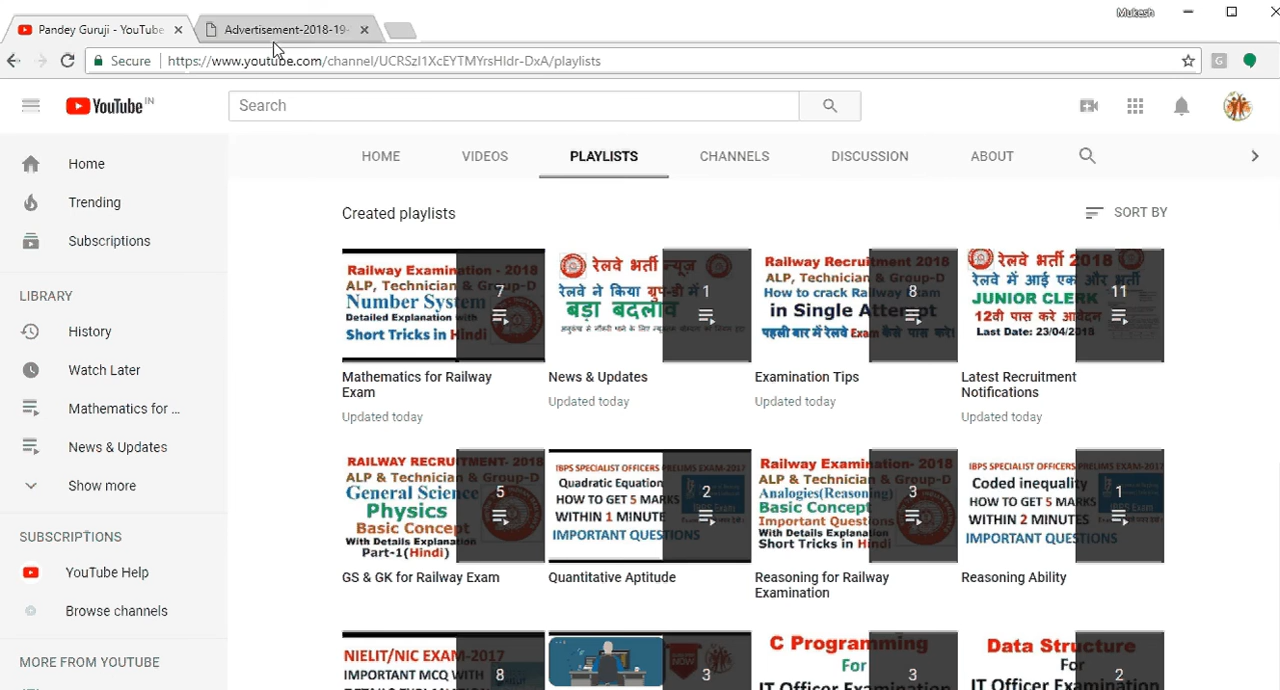 Mukesh
Pandey Guruji - YouTube
Advertisement-2018-19-
Secure
https://www.youtube.com/channel/UCRSzI1XcEYTMYrsHIdr-DxA/playlists
YouTube IN
Search
Home
Trending
Subscriptions
LIBRARY
History
Watch Later
Mathematics for ...
News & Updates
Show more
SUBSCRIPTIONS
YouTube Help
Browse channels
MORE FROM YOUTUBE
HOME
VIDEOS
PLAYLISTS
CHANNELS
DISCUSSION
ABOUT
Created playlists
SORT BY
Railway Examination - 2018
ALP, Technician & Group-D
Number System
Detailed Explanation with
Short Tricks in Hindi
7
Mathematics for Railway
Exam
Updated today
रेलवे भर्ती न्यूज़
रेलवे ने किया ग्रुप-डी में
बड़ा बदलाव
1
News & Updates
Updated today
Railway Recruitment 2018
ALP, Technician & Group-D
How to crack Railway Exam
in Single Attempt
पहली बार में रेलवे Exam कैसे पास करें
8
Examination Tips
Updated today
रेलवे भर्ती 2018
रेलवे में आई एक और भर्ती
JUNIOR CLERK
12वी पास करे आवेदन
Last Date: 23/04/2018
11
Latest Recruitment
Notifications
Updated today
RAILWAY RECRUITMENT- 2018
ALP & Technician & Group-D
General Science
Physics
Basic Concept
With Details Explanation
Part-1(Hindi)
5
GS & GK for Railway Exam
IBPS SPECIALIST OFFICERS PRELIMS EXAM-2017
Quadratic Equation
HOW TO GET 5 MARKS
WITHIN 1 MINUTE
IMPORTANT QUESTIONS
2
Quantitative Aptitude
Railway Examination- 2018
ALP & Technician & Group-D
Analogies(Reasoning)
Basic Concept
Important Questions
With Details Explanation
Short Tricks in Hindi
3
Reasoning for Railway
Examination
IBPS SPECIALIST OFFICERS PRELIMS EXAM-2017
Coded inequality
HOW TO GET 5 MARKS
WITHIN 2 MINUTES
IMPORTANT QUESTIONS
1
Reasoning Ability
NIELIT/NIC EXAM-2017
IMPORTANT MCQ WITH
8
3
C Programming
For
IT Officer Examination
3
Data Structure
For
IT Officer Examination
2